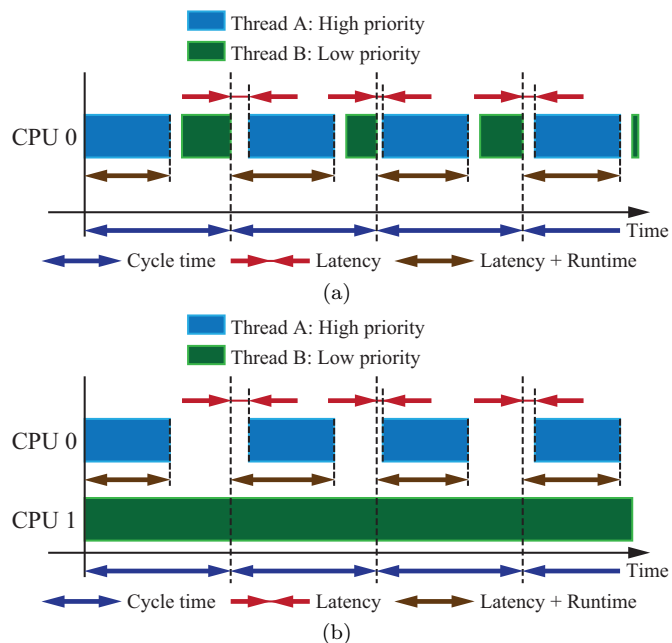 Thread A: High priority
Thread B: Low priority
CPU 0
Time
Cycle time Latency Latency + Runtime
(a)
Thread A: High priority
Thread B: Low priority
CPU 0
CPU 1
Time
Cycle time Latency Latency + Runtime
(b)